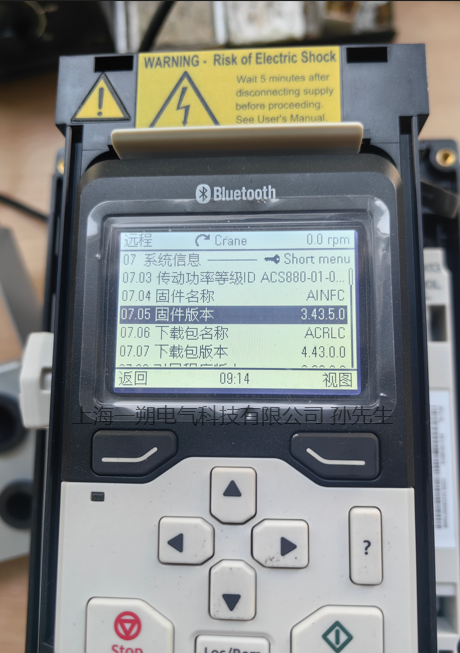 WARNING - Risk of Electric Shock
Wait 5 minutes after
disconnecting supply
before proceeding.
See User's Manual.
Bluetooth
远程 Crane 0.0 rpm
07 系统信息 Short menu
07.03 传动功率等级ID ACS880-01-0...
07.04 固件名称 AINFC
07.05 固件版本 3.43.5.0
07.06 下载包名称 ACRLC
07.07 下载包版本 4.43.0.0
返回 09:14 视图
上海一朔电气科技有限公司 孙先生
?
Stop
Loc/Rem